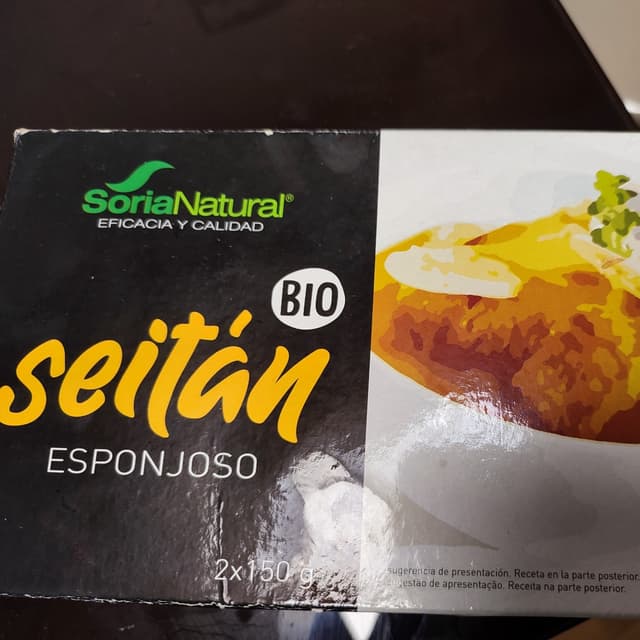 SoriaNatural®
EFICACIA Y CALIDAD
BIO
seitán
ESPONJOSO
2x150 g
sugerencia de presentación. Receta en la parte posterior.
de apresentação. Receita na parte posterior.